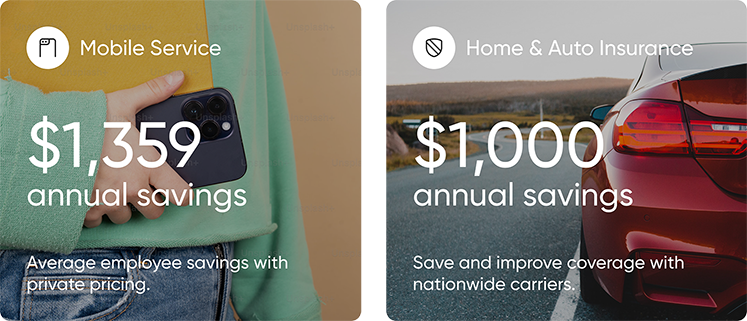 Mobile Service
$1,359
annual savings
Average employee savings with
private pricing.
Home & Auto Insurance
$1,000
annual savings
Save and improve coverage with
nationwide carriers.